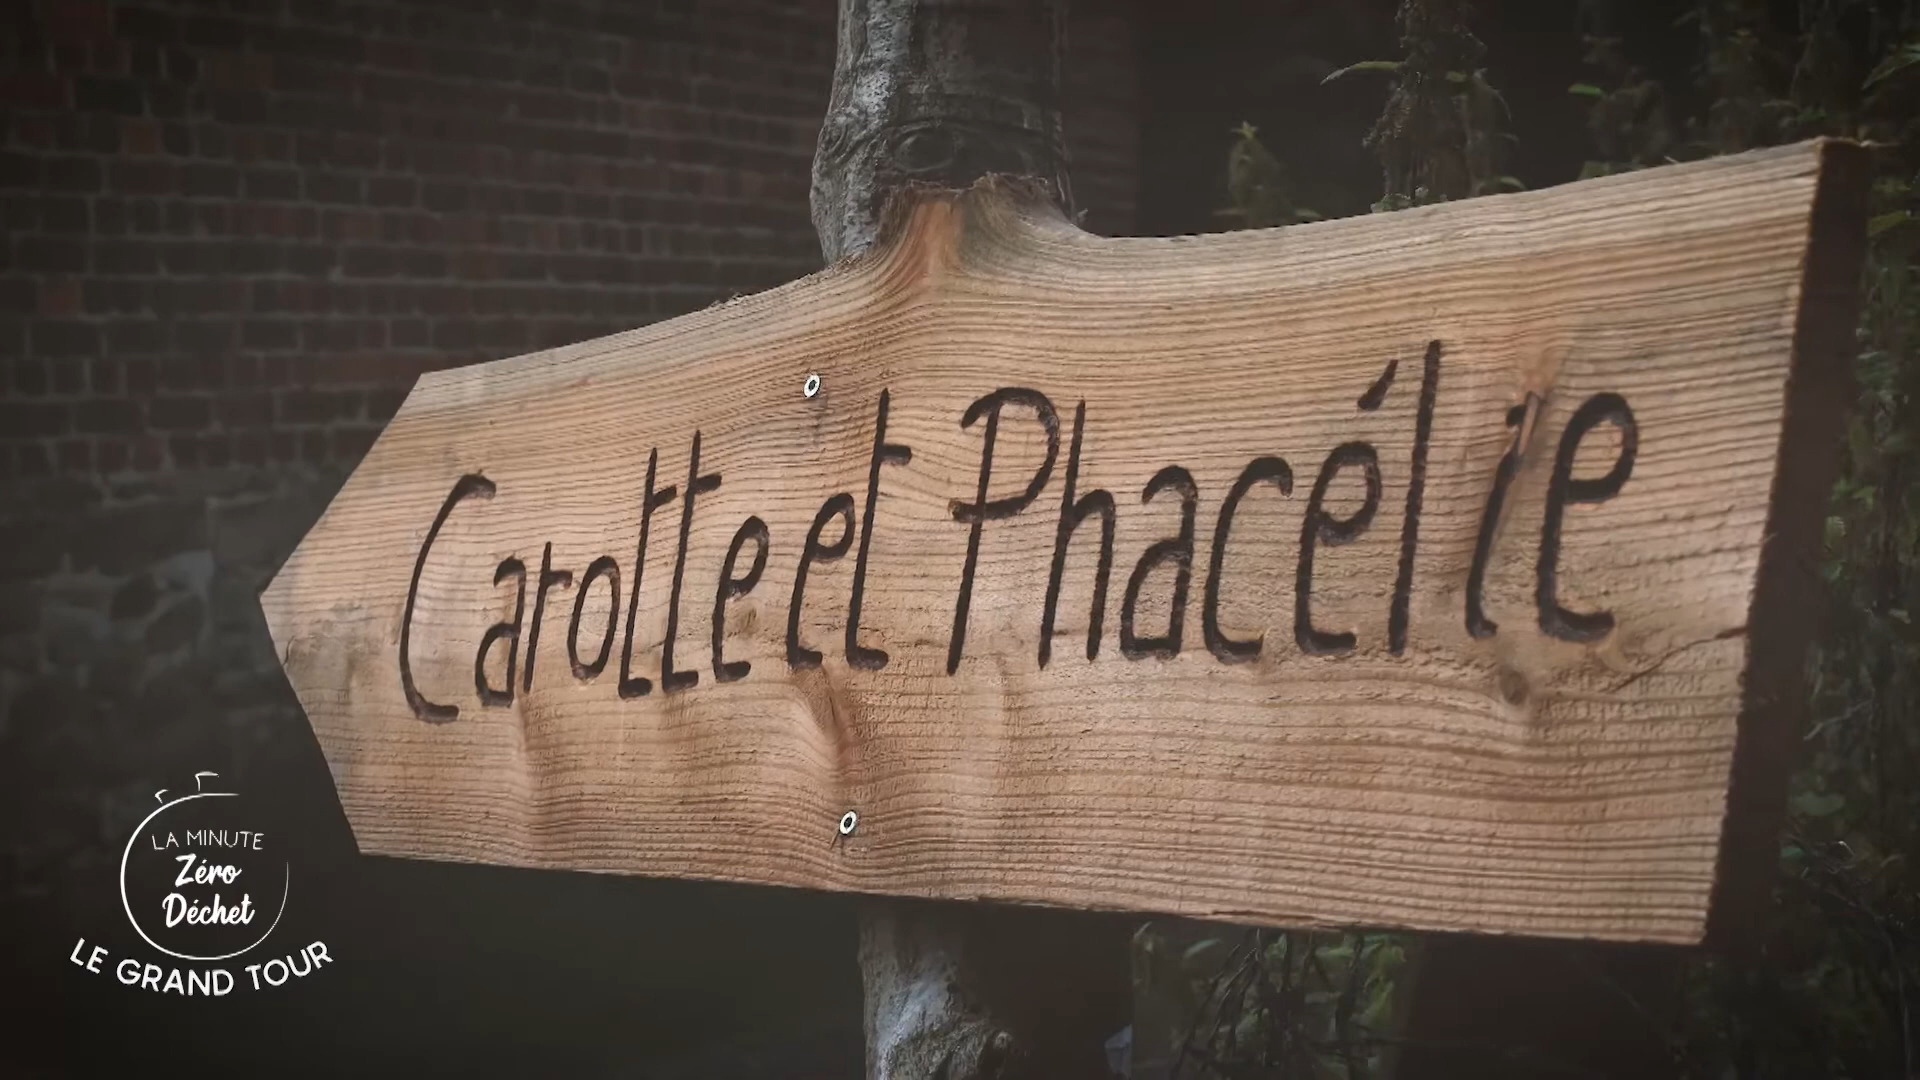 Carotte et Phacélie
LA MINUTE
Zéro
Déchet
LE GRAND TOUR